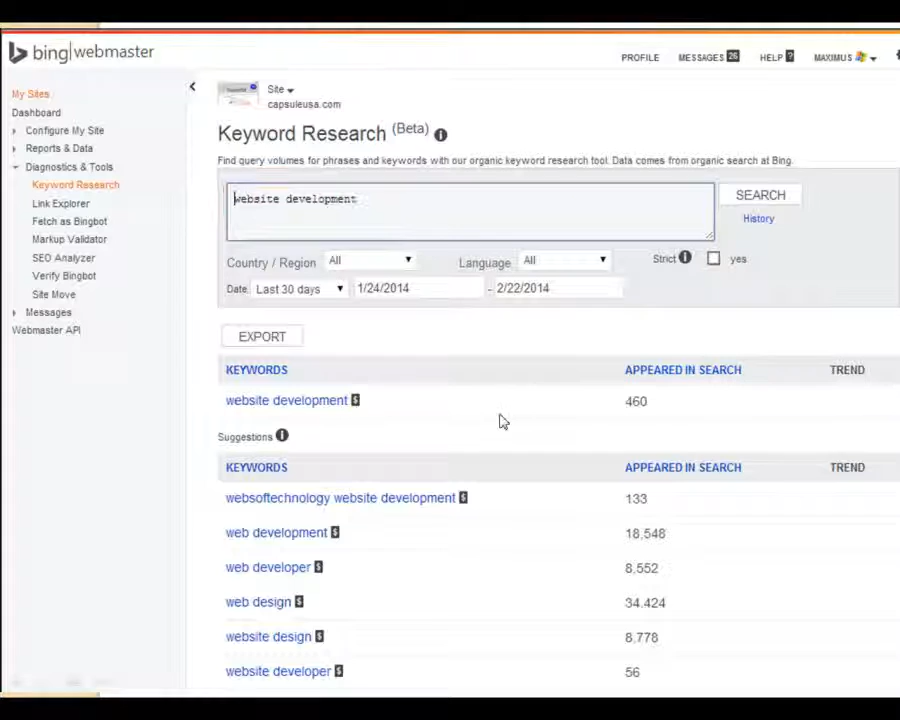 bing|webmaster
PROFILE MESSAGES 26 HELP ? MAXIMUS
My Sites
Dashboard
Configure My Site
Reports & Data
Diagnostics & Tools
Keyword Research
Link Explorer
Fetch as Bingbot
Markup Validator
SEO Analyzer
Verify Bingbot
Site Move
Messages
Webmaster API
Site
capsuleusa.com
Keyword Research (Beta)
Find query volumes for phrases and keywords with our organic keyword research tool. Data comes from organic search at Bing.
website development
SEARCH
History
Country / Region All Language All Strict yes
Date Last 30 days 1/24/2014 - 2/22/2014
EXPORT
KEYWORDS APPEARED IN SEARCH TREND
website development $ 460
Suggestions
KEYWORDS APPEARED IN SEARCH TREND
websoftechnology website development $ 133
web development $ 18,548
web developer $ 8,552
web design $ 34,424
website design $ 8,778
website developer $ 56